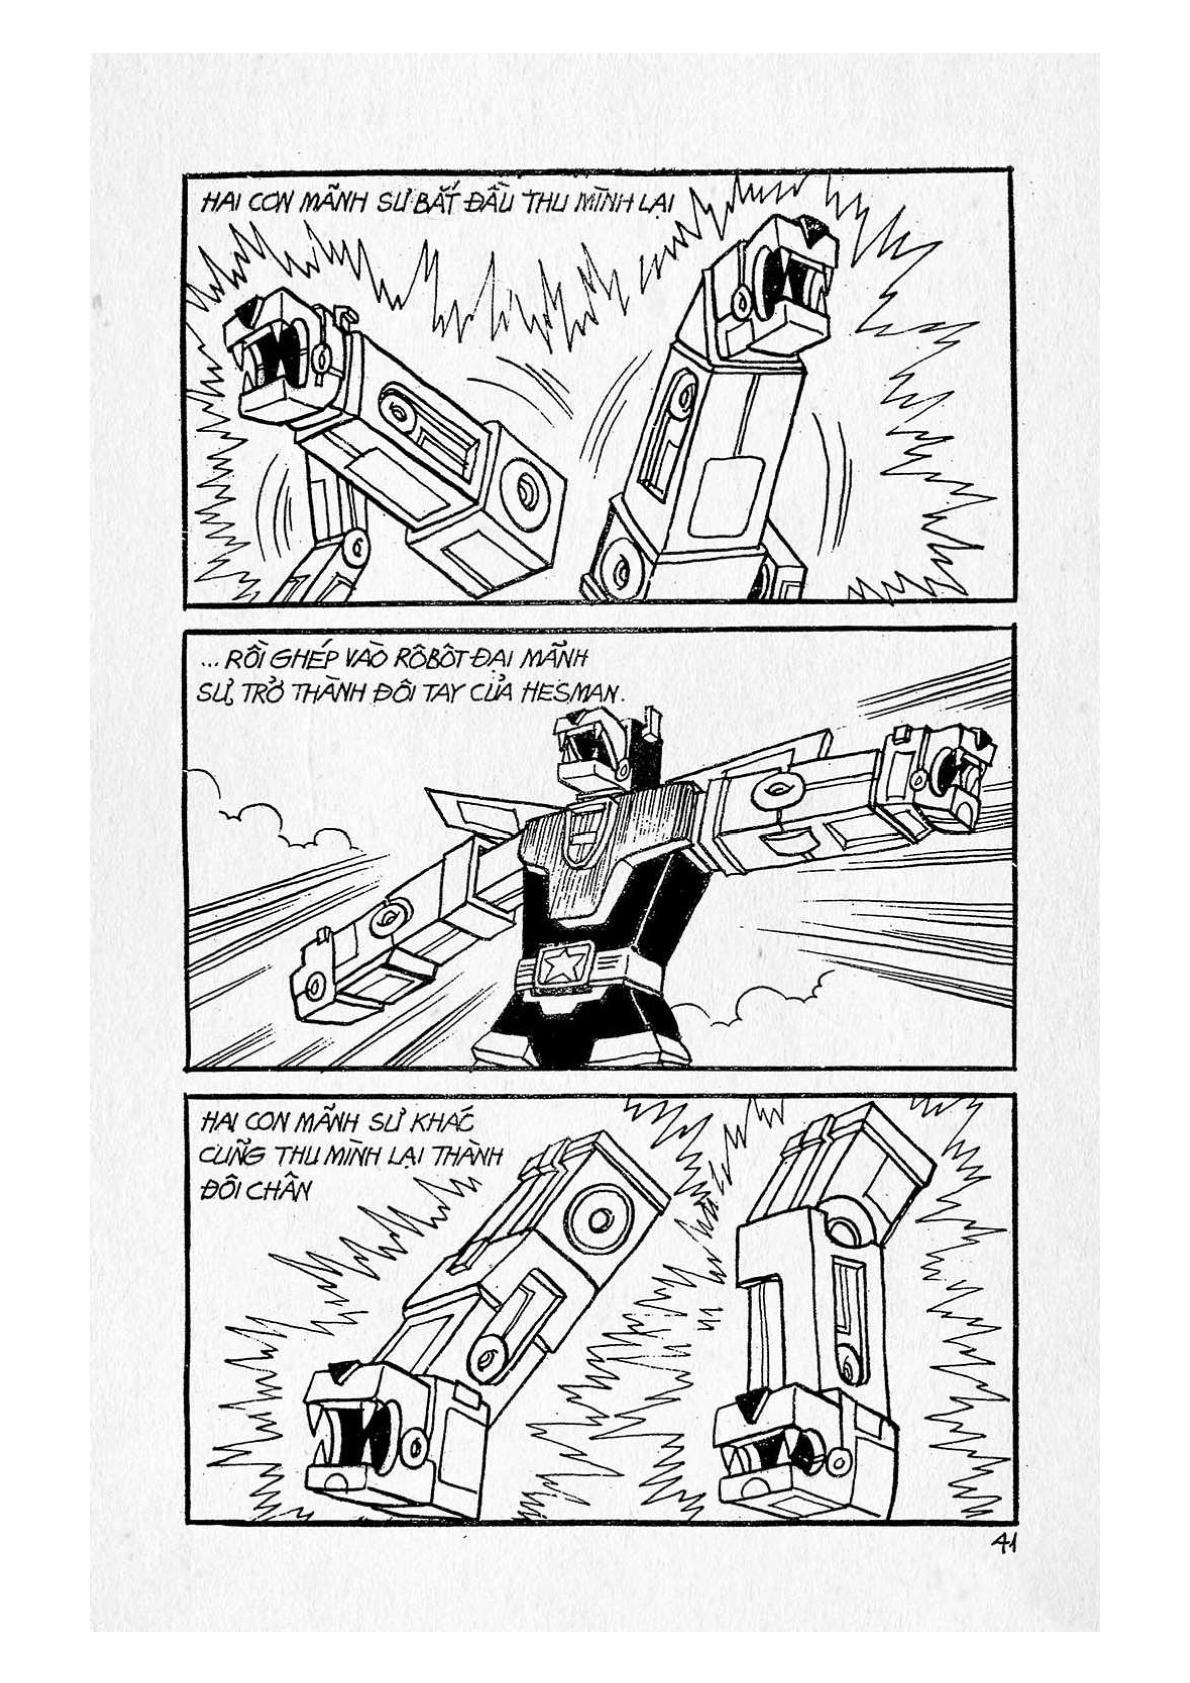 HAI CON MÃNH SƯ BẮT ĐẦU THU MÌNH LẠI
... RỒI GHÉP VÀO RÔBÔT ĐẠI MÃNH
SƯ, TRỞ THÀNH ĐÔI TAY CỦA HESMAN.
HAI CON MÃNH SƯ KHÁC
CŨNG THU MÌNH LẠI THÀNH
ĐÔI CHÂN
41